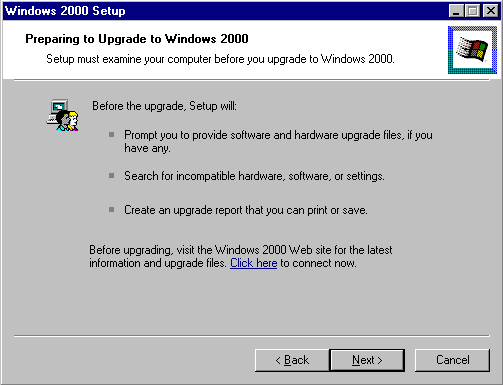 Windows 2000 Setup
Preparing to Upgrade to Windows 2000
Setup must examine your computer before you upgrade to Windows 2000.
Before the upgrade, Setup will:
Prompt you to provide software and hardware upgrade files, if you
have any.
Search for incompatible hardware, software, or settings.
Create an upgrade report that you can print or save.
Before upgrading, visit the Windows 2000 Web site for the latest
information and upgrade files. Click here to connect now.
< Back
Next >
Cancel